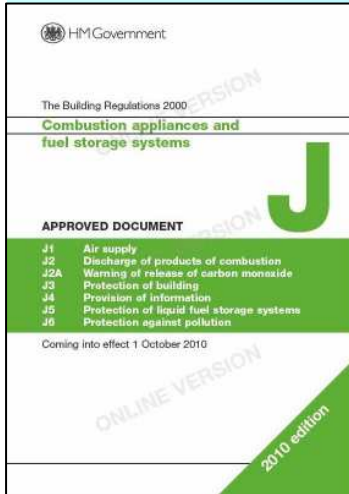 HM Government
ONLINE VERSION
The Building Regulations 2000
Combustion appliances and
fuel storage systems
J
ONLINE VERSION
APPROVED DOCUMENT
J1 Air supply
J2 Discharge of products of combustion
J2A Warning of release of carbon monoxide
J3 Protection of building
J4 Provision of information
J5 Protection of liquid fuel storage systems
J6 Protection against pollution
Coming into effect 1 October 2010
ONLINE VERSION
2010 edition